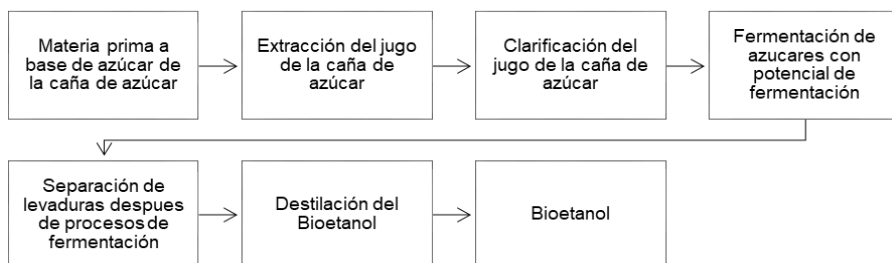 Materia prima a
base de azúcar de
la caña de azúcar
Extracción del jugo
de la caña de
azúcar
Clarificación del
jugo de la caña de
azúcar
Fermentación de
azucares con
potencial de
fermentación
Separación de
levaduras despues
de procesos de
fermentación
Destilación del
Bioetanol
Bioetanol